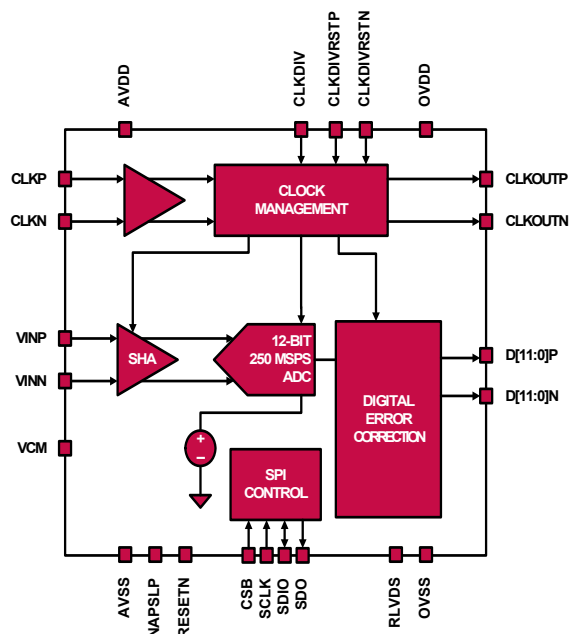 AVDD
CLKDIV
CLKDIVRSTP
CLKDIVRSTN
OVDD
CLKP
CLKN
CLOCK
MANAGEMENT
CLKOUTP
CLKOUTN
VINP
VINN
SHA
12-BIT
250 MSPS
ADC
DIGITAL
ERROR
CORRECTION
D[11:0]P
D[11:0]N
VCM
+
–
SPI
CONTROL
AVSS
NAPSLP
RESETN
CSB
SCLK
SDIO
SDO
RLVDS
OVSS